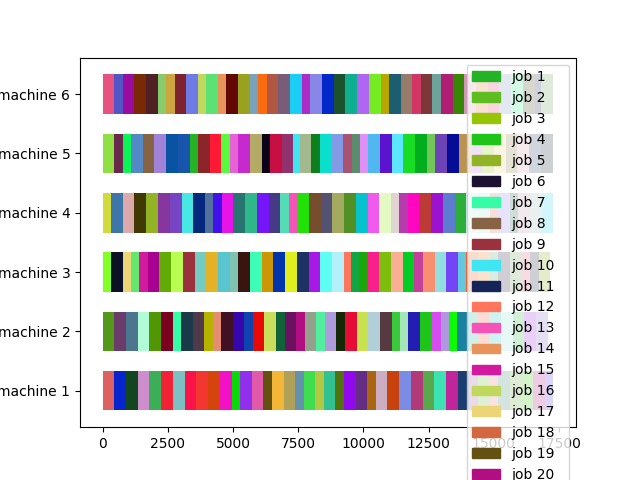 machine 6
machine 5
machine 4
machine 3
machine 2
machine 1
0 2500 5000 7500 10000 12500 15000 17500
job 1
job 2
job 3
job 4
job 5
job 6
job 7
job 8
job 9
job 10
job 11
job 12
job 13
job 14
job 15
job 16
job 17
job 18
job 19
job 20